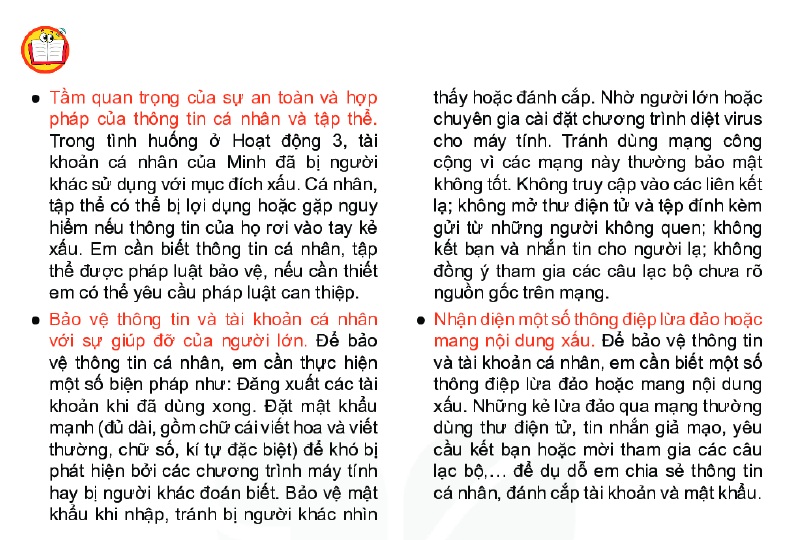 ● Tầm quan trọng của sự an toàn và hợp
pháp của thông tin cá nhân và tập thể.
Trong tình huống ở Hoạt động 3, tài
khoản cá nhân của Minh đã bị người
khác sử dụng với mục đích xấu. Cá nhân,
tập thể có thể bị lợi dụng hoặc gặp nguy
hiểm nếu thông tin của họ rơi vào tay kẻ
xấu. Em cần biết thông tin cá nhân, tập
thể được pháp luật bảo vệ, nếu cần thiết
em có thể yêu cầu pháp luật can thiệp.
● Bảo vệ thông tin và tài khoản cá nhân
với sự giúp đỡ của người lớn. Để bảo
vệ thông tin cá nhân, em cần thực hiện
một số biện pháp như: Đăng xuất các tài
khoản khi đã dùng xong. Đặt mật khẩu
mạnh (đủ dài, gồm chữ cái viết hoa và viết
thường, chữ số, kí tự đặc biệt) để khó bị
phát hiện bởi các chương trình máy tính
hay bị người khác đoán biết. Bảo vệ mật
khẩu khi nhập, tránh bị người khác nhìn
thấy hoặc đánh cắp. Nhờ người lớn hoặc
chuyên gia cài đặt chương trình diệt virus
cho máy tính. Tránh dùng mạng công
cộng vì các mạng này thường bảo mật
không tốt. Không truy cập vào các liên kết
lạ; không mở thư điện tử và tệp đính kèm
gửi từ những người không quen; không
kết bạn và nhắn tin cho người lạ; không
đồng ý tham gia các câu lạc bộ chưa rõ
nguồn gốc trên mạng.
● Nhận diện một số thông điệp lừa đảo hoặc
mang nội dung xấu. Để bảo vệ thông tin
và tài khoản cá nhân, em cần biết một số
thông điệp lừa đảo hoặc mang nội dung
xấu. Những kẻ lừa đảo qua mạng thường
dùng thư điện tử, tin nhắn giả mạo, yêu
cầu kết bạn hoặc mời tham gia các câu
lạc bộ,… để dụ dỗ em chia sẻ thông tin
cá nhân, đánh cắp tài khoản và mật khẩu.